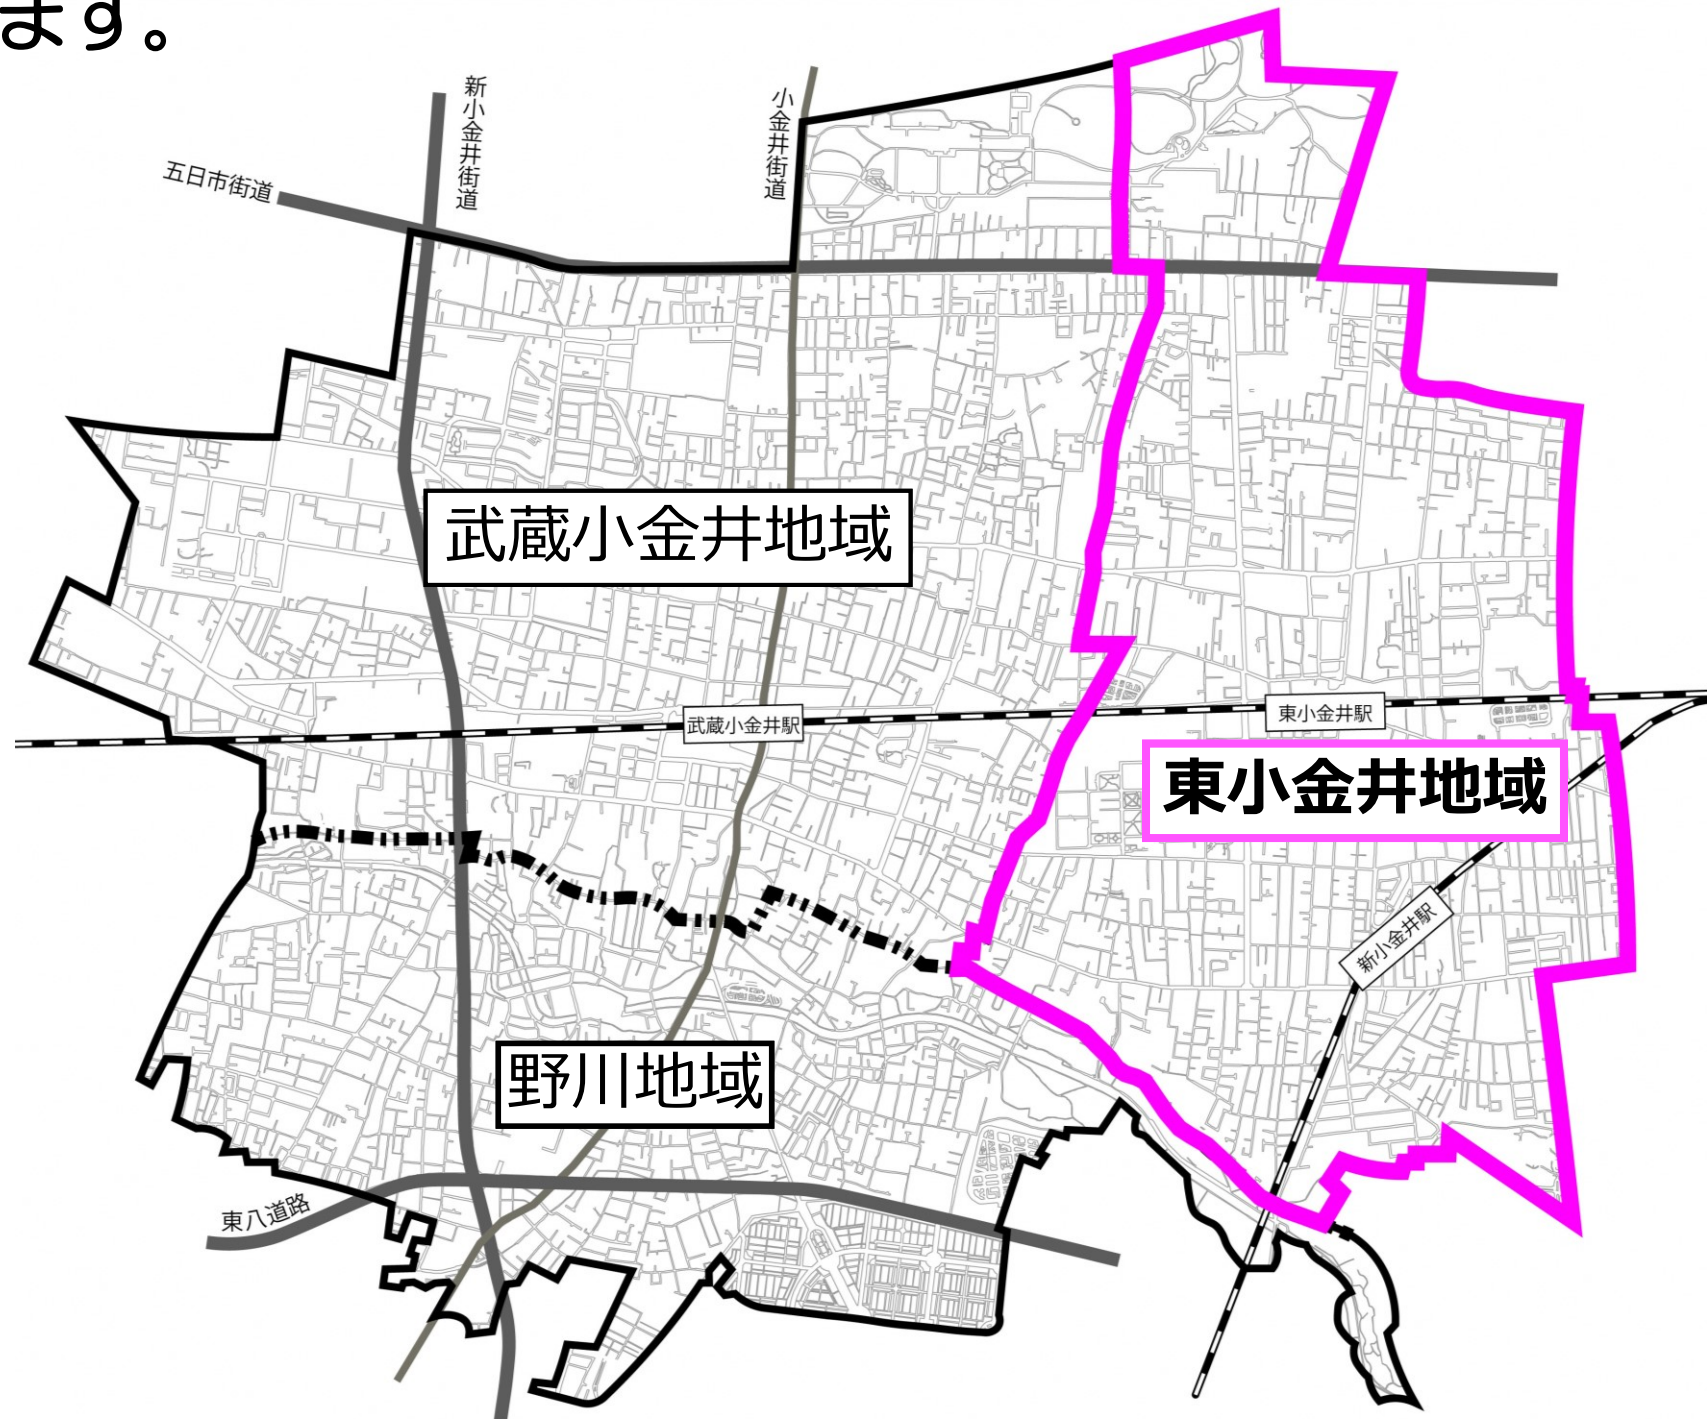 ます。
新小金井街道
小金井街道
五日市街道
武蔵小金井地域
武蔵小金井駅
東小金井駅
東小金井地域
新小金井駅
野川地域
東八道路